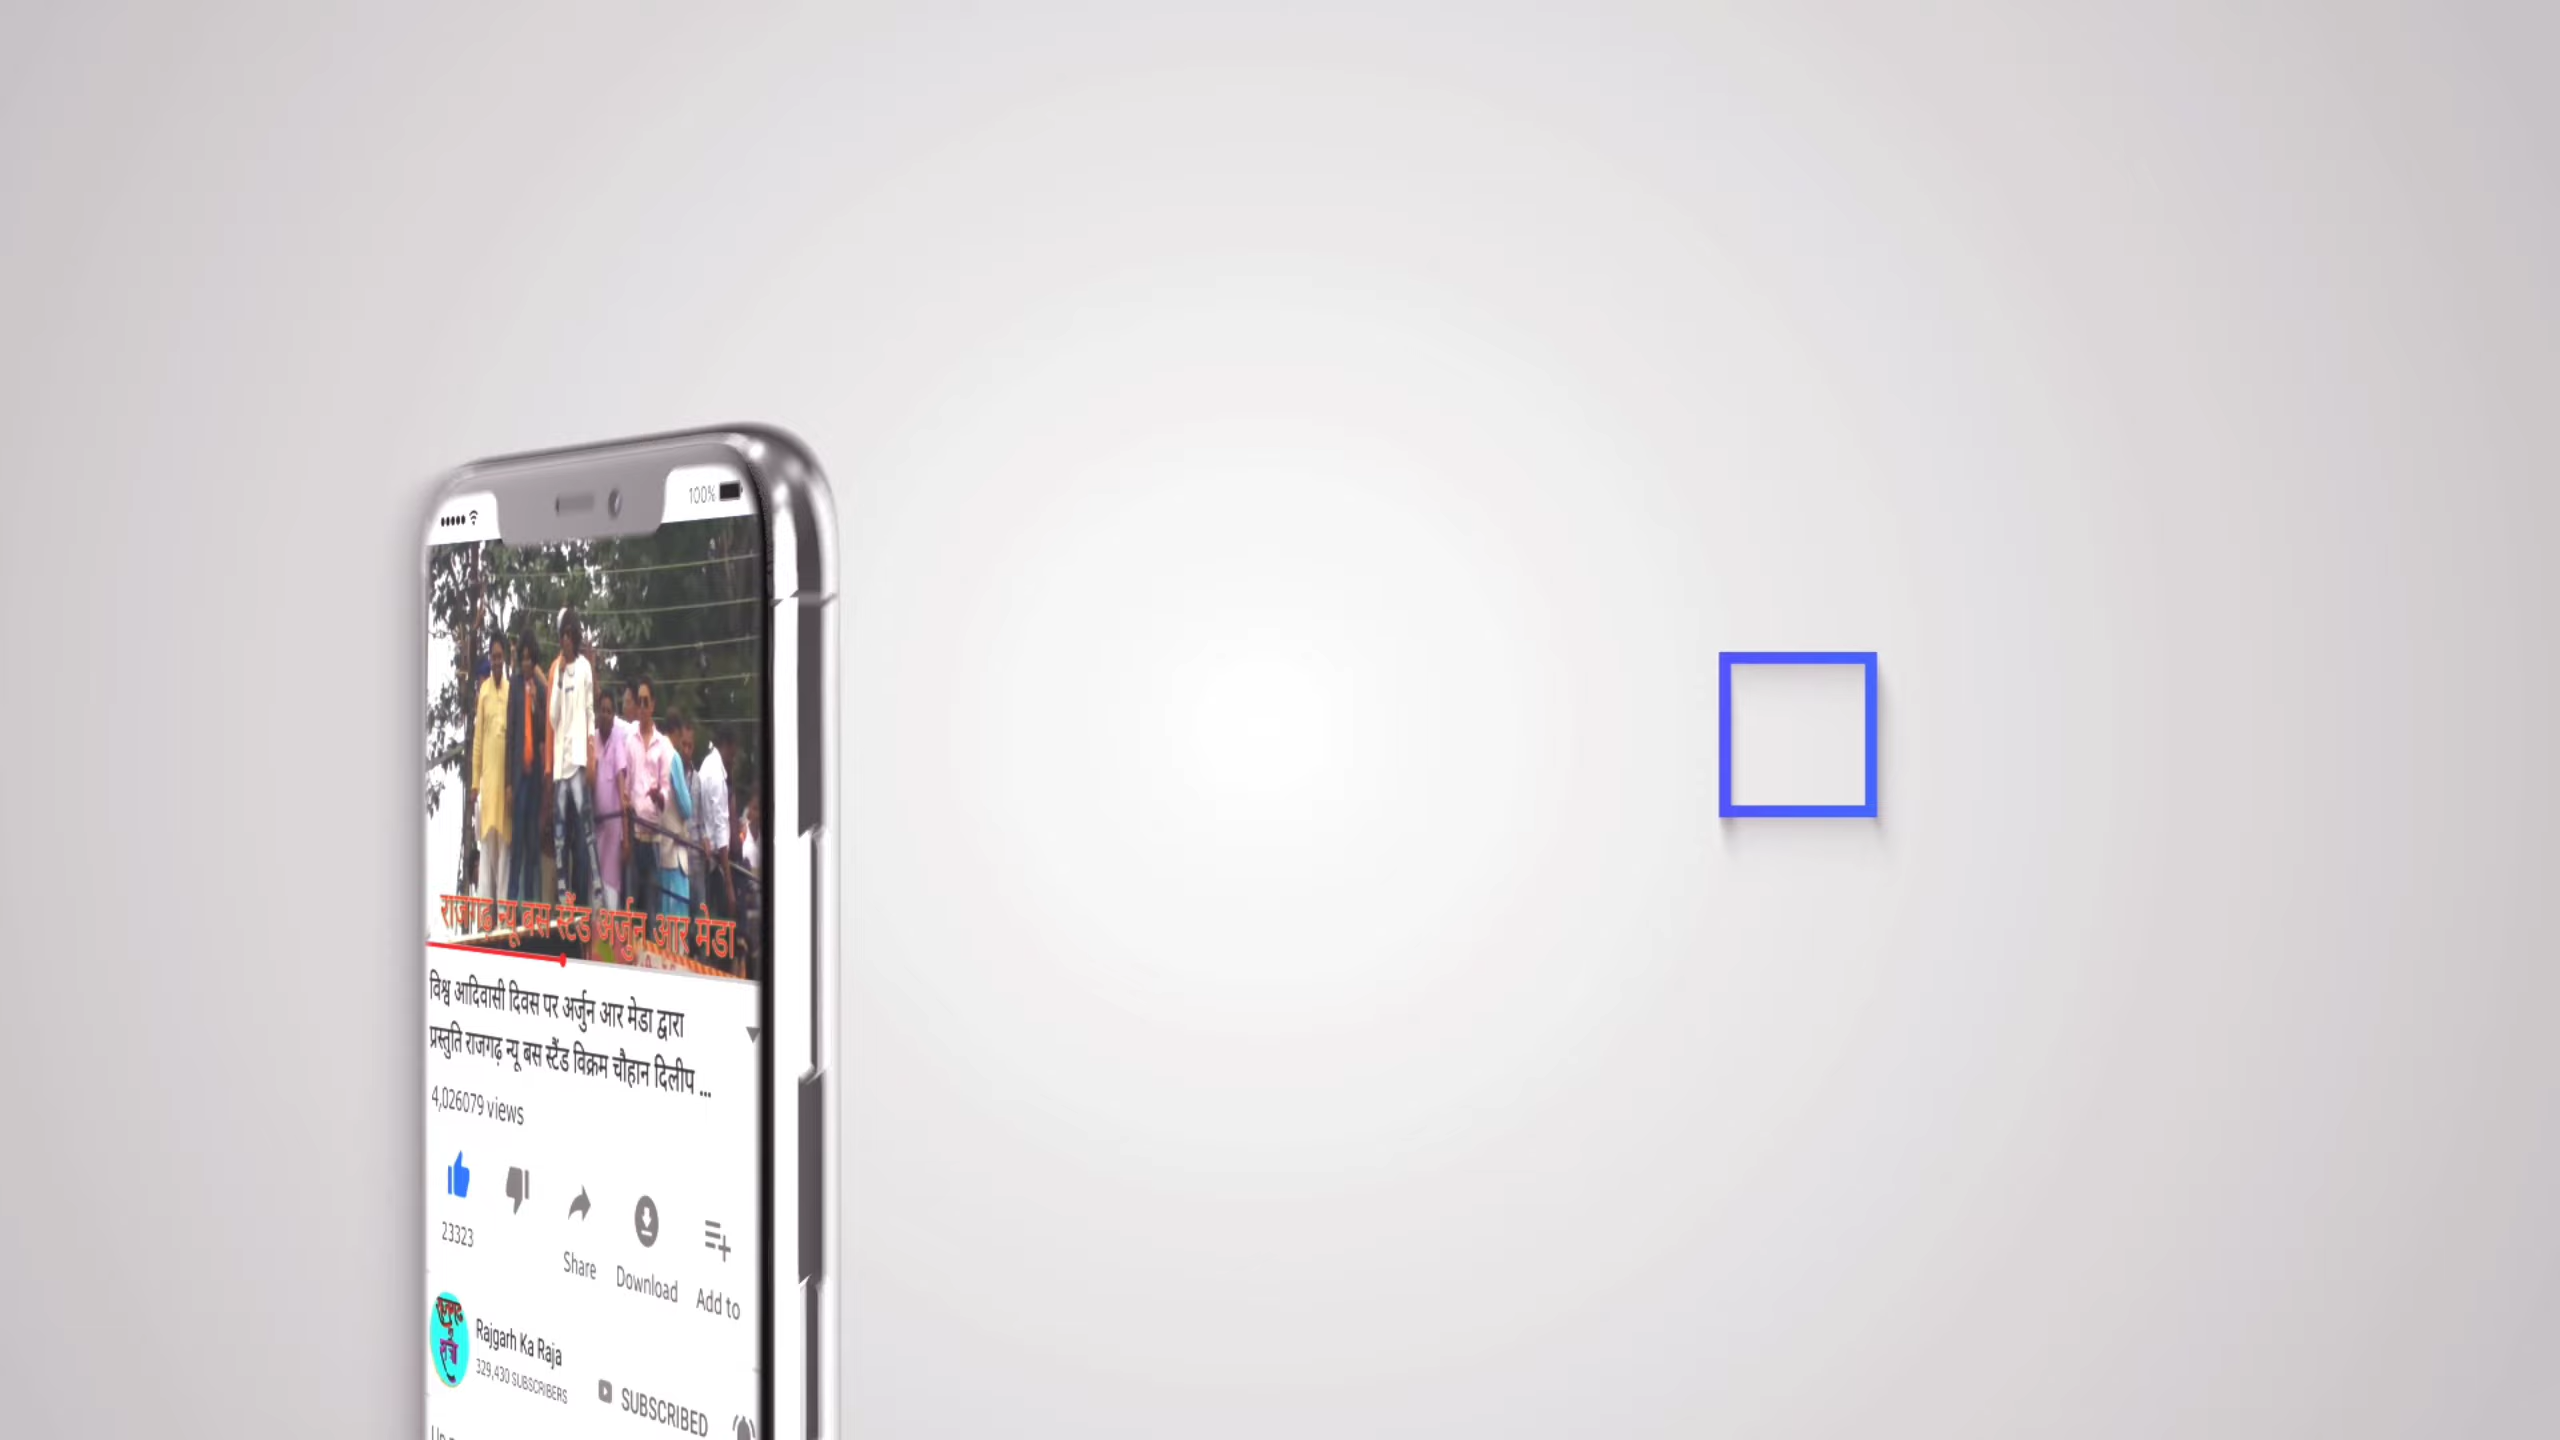 100%
राजगढ़ न्यू बस स्टैंड अर्जुन आर मेडा
विश्व आदिवासी दिवस पर अर्जुन आर मेडा द्वारा
प्रस्तुति राजगढ़ न्यू बस स्टैंड विक्रम चौहान दिलीप ...
4,026079 views
23323
Share
Download
Add to
Rajgarh Ka Raja
329,430 SUBSCRIBERS
SUBSCRIBED